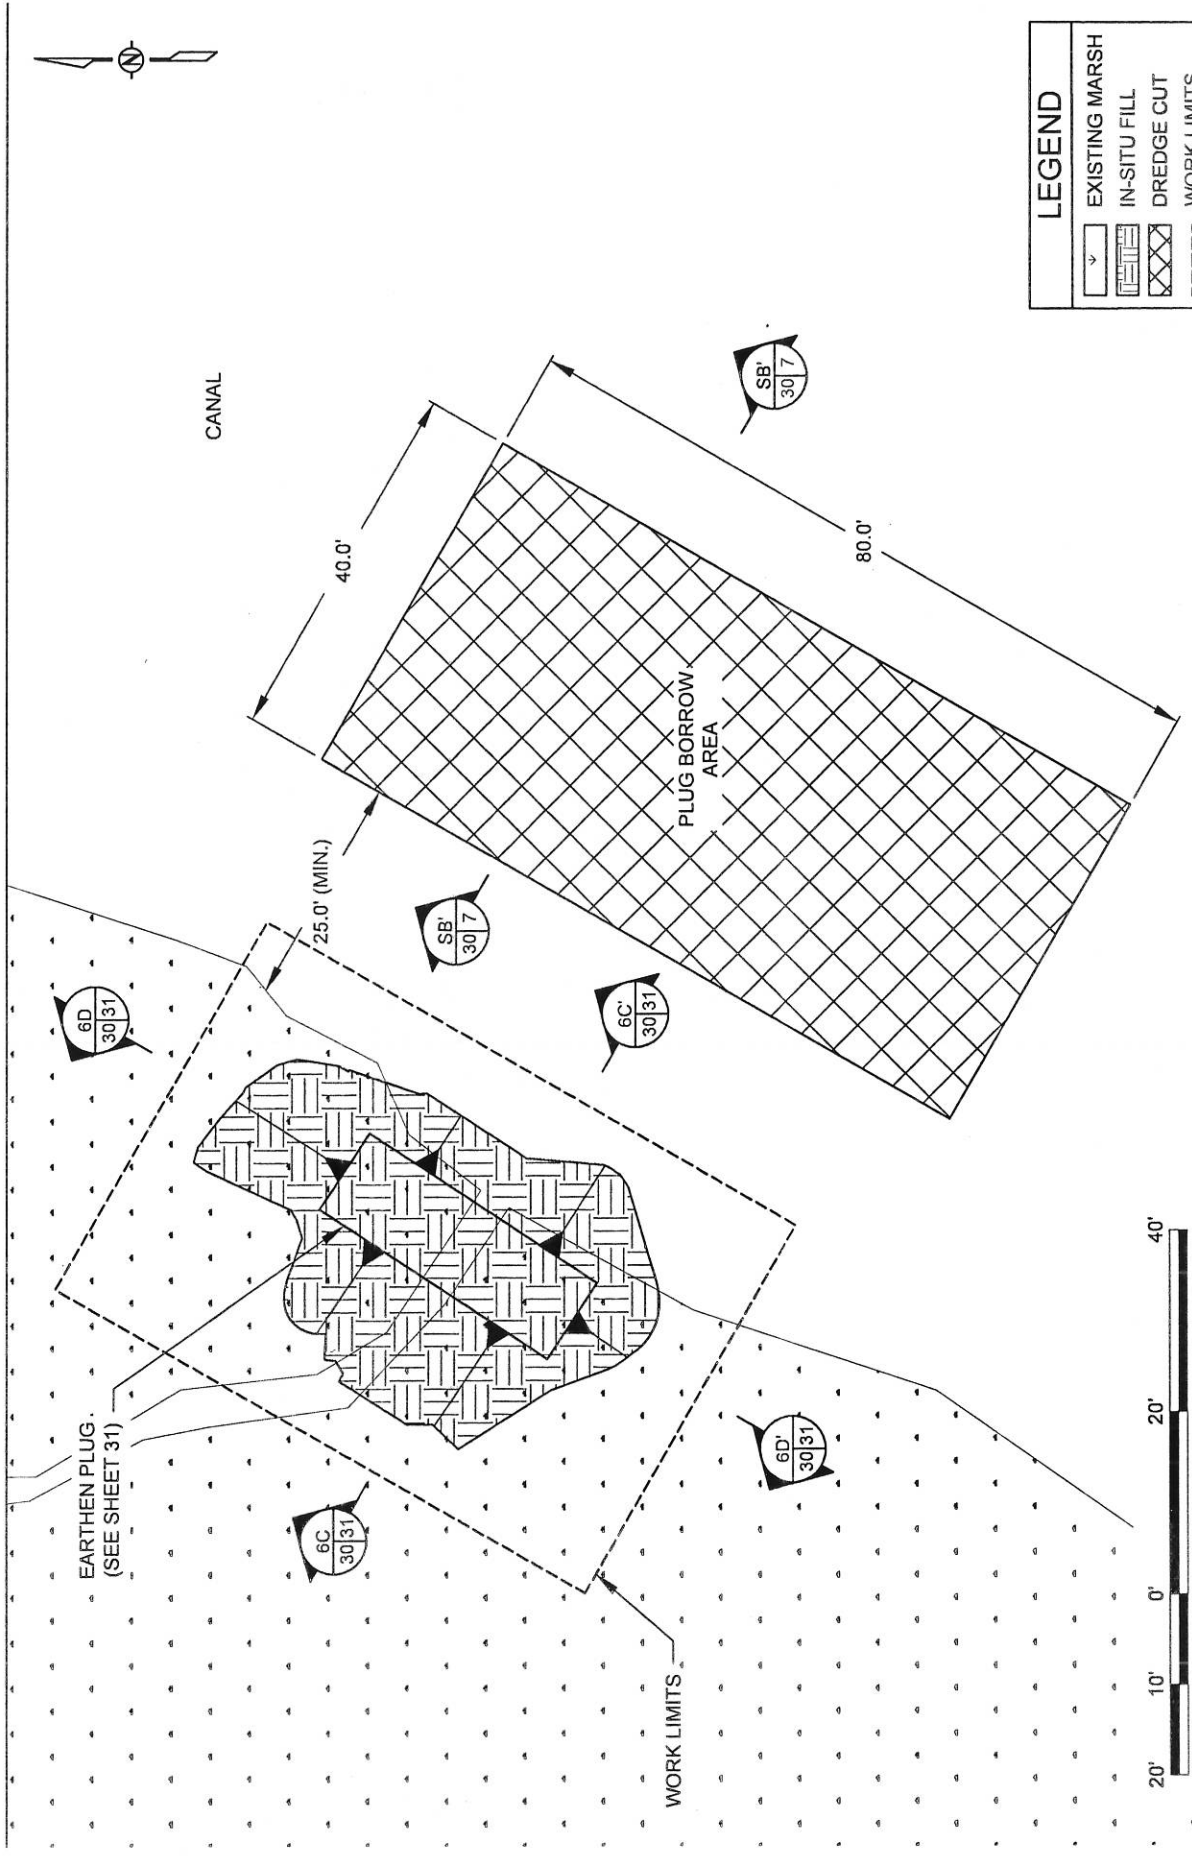 N
CANAL
EARTHEN PLUG
(SEE SHEET 31)
6D
30 31
25.0' (MIN.)
40.0'
SB'
30 7
SB'
30 7
6C'
30 31
6C
30 31
PLUG BORROW
AREA
80.0'
6D'
30 31
WORK LIMITS
20' 10' 0' 20' 40'
LEGEND
EXISTING MARSH
IN-SITU FILL
DREDGE CUT
WORK LIMITS